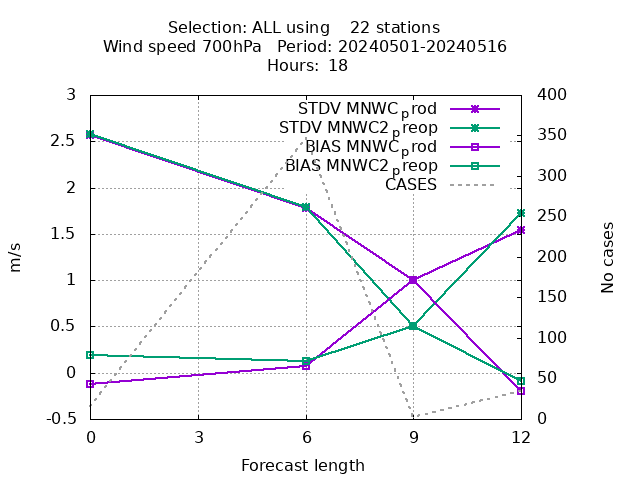 Selection: ALL using    22 stations
Wind speed 700hPa   Period: 20240501-20240516
Hours:  18
3
2.5
2
1.5
1
0.5
0
-0.5
m/s
STDV MNWC_prod
STDV MNWC2_preop
BIAS MNWC_prod
BIAS MNWC2_preop
CASES
400
350
300
250
200
150
100
50
0
No cases
0 3 6 9 12
Forecast length